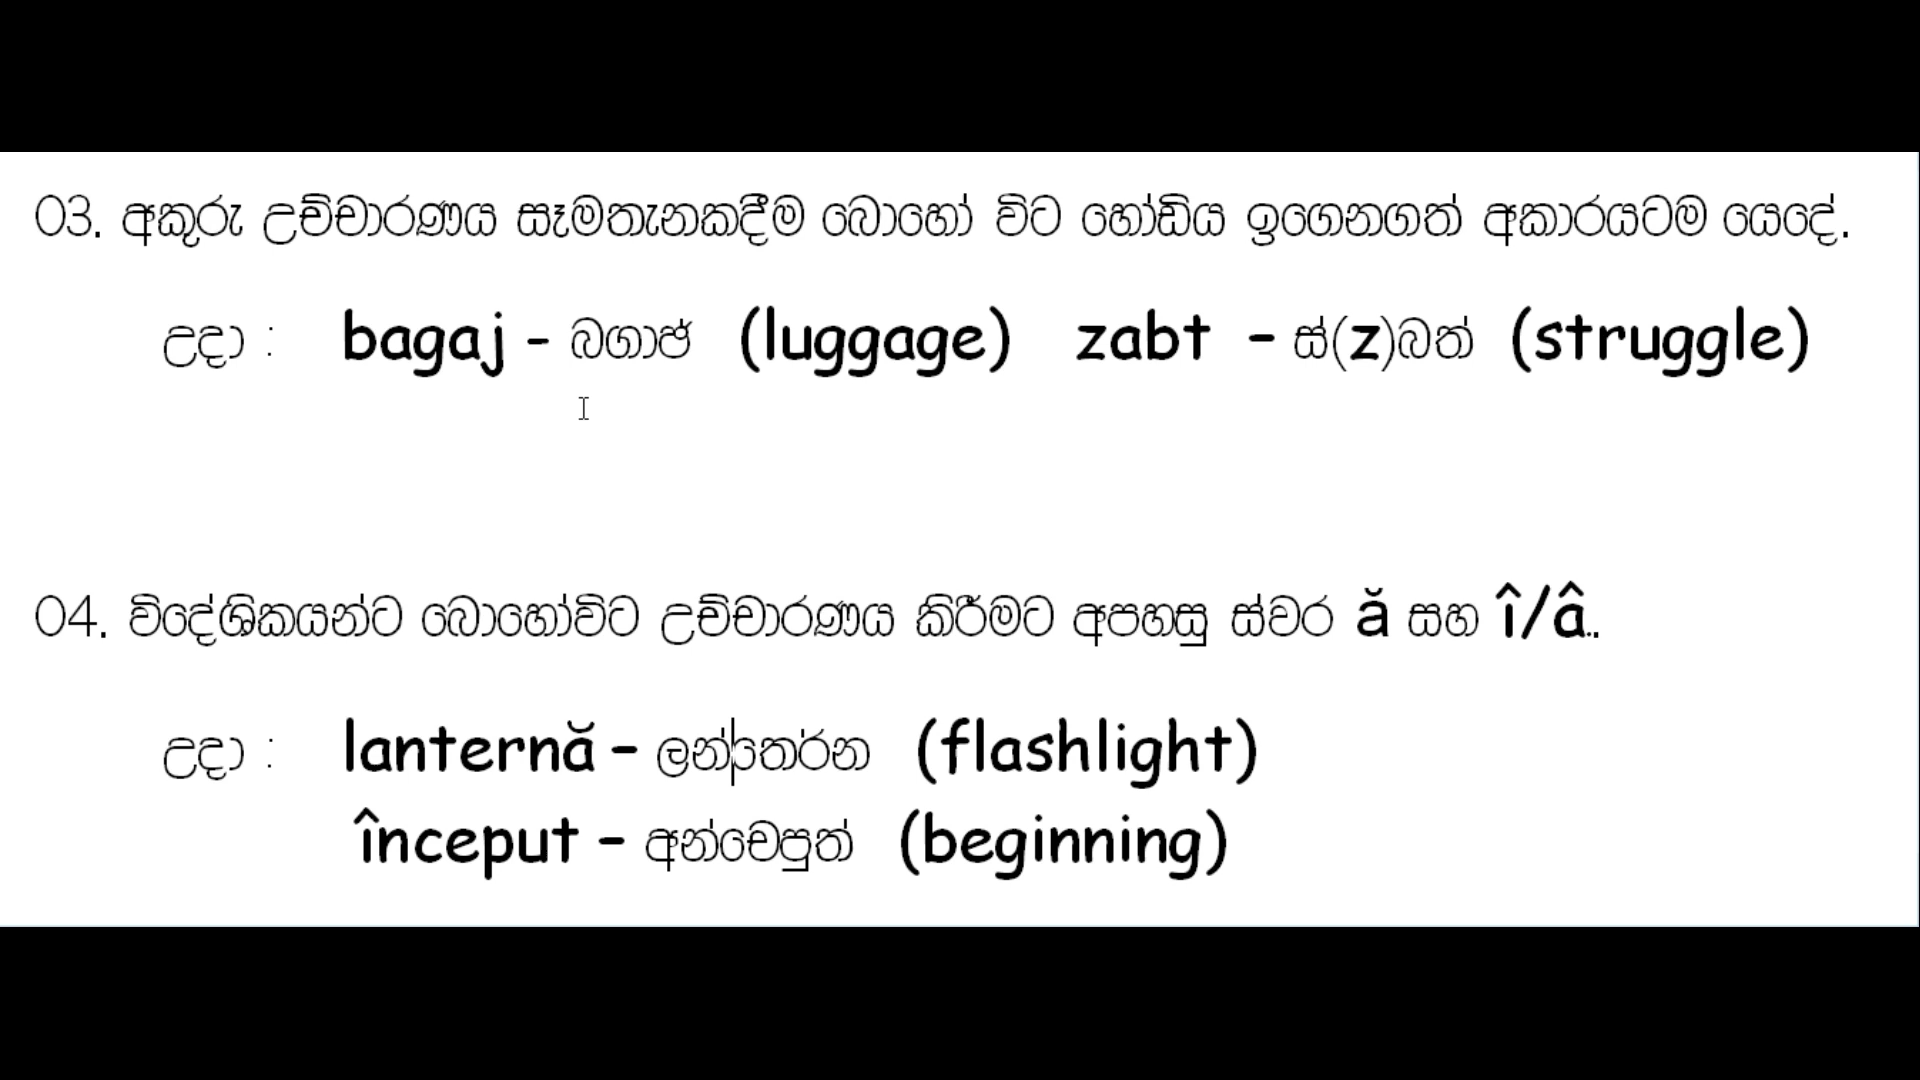 03. අකුරු උච්චාරණය සෑමතැනකදීම බොහෝ විට හෝඩිය ඉගෙනගත් අකාරයටම යෙදේ.
උදා : bagaj - බගාජ් (luggage) zabt - ස්(z)බත් (struggle)
04. විදේශිකයන්ට බොහෝවිට උච්චාරණය කිරීමට අපහසු ස්වර ă සහ î/â..
උදා : lanternă - ලන්තෙර්න (flashlight)
început - අන්චෙපුත් (beginning)